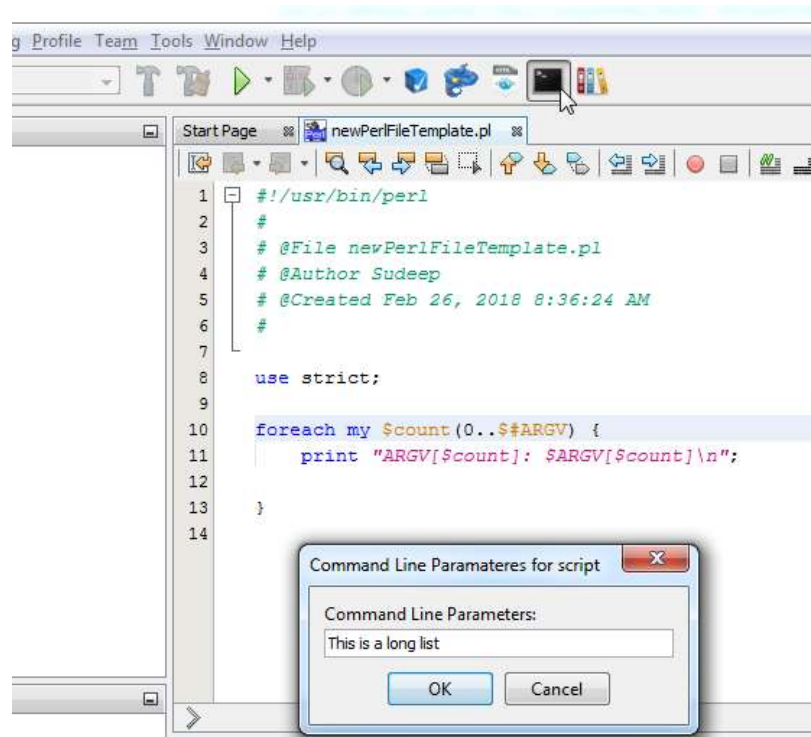 g Profile Team Tools Window Help
Start Page newPerlFileTemplate.pl
1 #!/usr/bin/perl
2 #
3 # @File newPerlFileTemplate.pl
4 # @Author Sudeep
5 # @Created Feb 26, 2018 8:36:24 AM
6 #
7
8 use strict;
9
10 foreach my $count(0..$#ARGV) {
11 print "ARGV[$count]: $ARGV[$count]\n";
12
13 }
14
Command Line Paramateres for script
Command Line Parameters:
This is a long list
OK Cancel